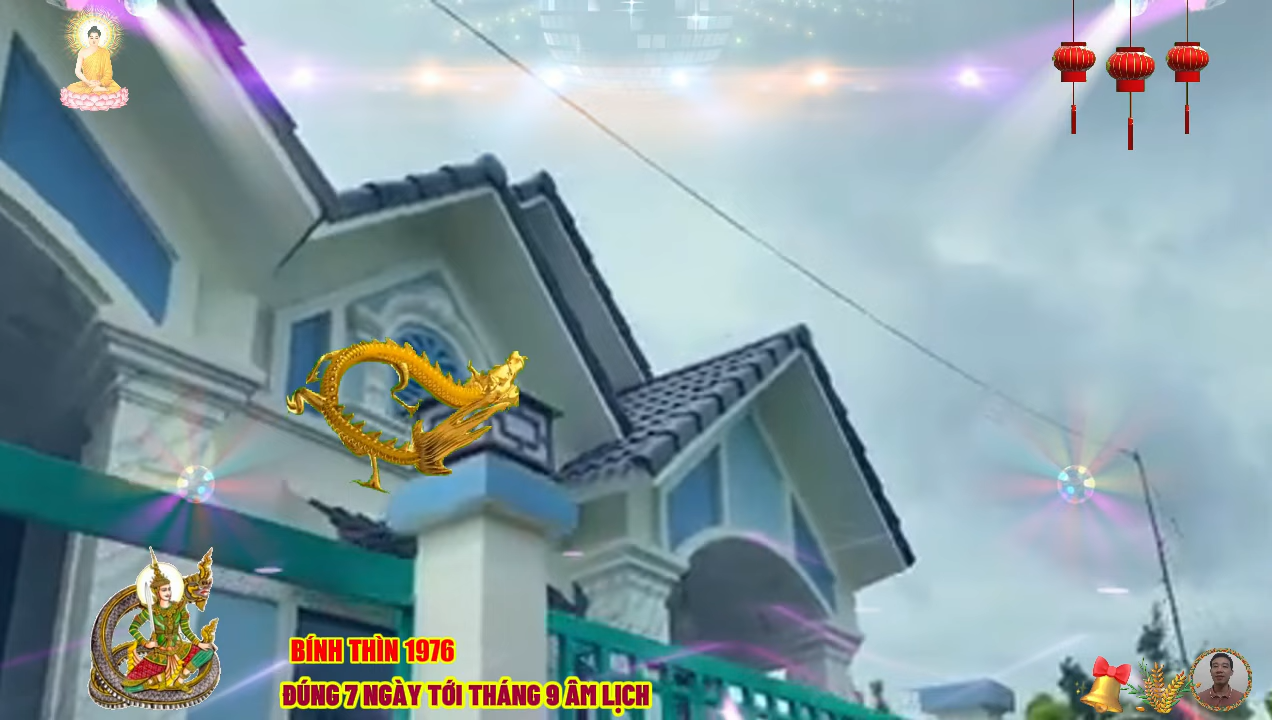 BÍNH THÌN 1976
ĐÚNG 7 NGÀY TỚI THÁNG 9 ÂM LỊCH